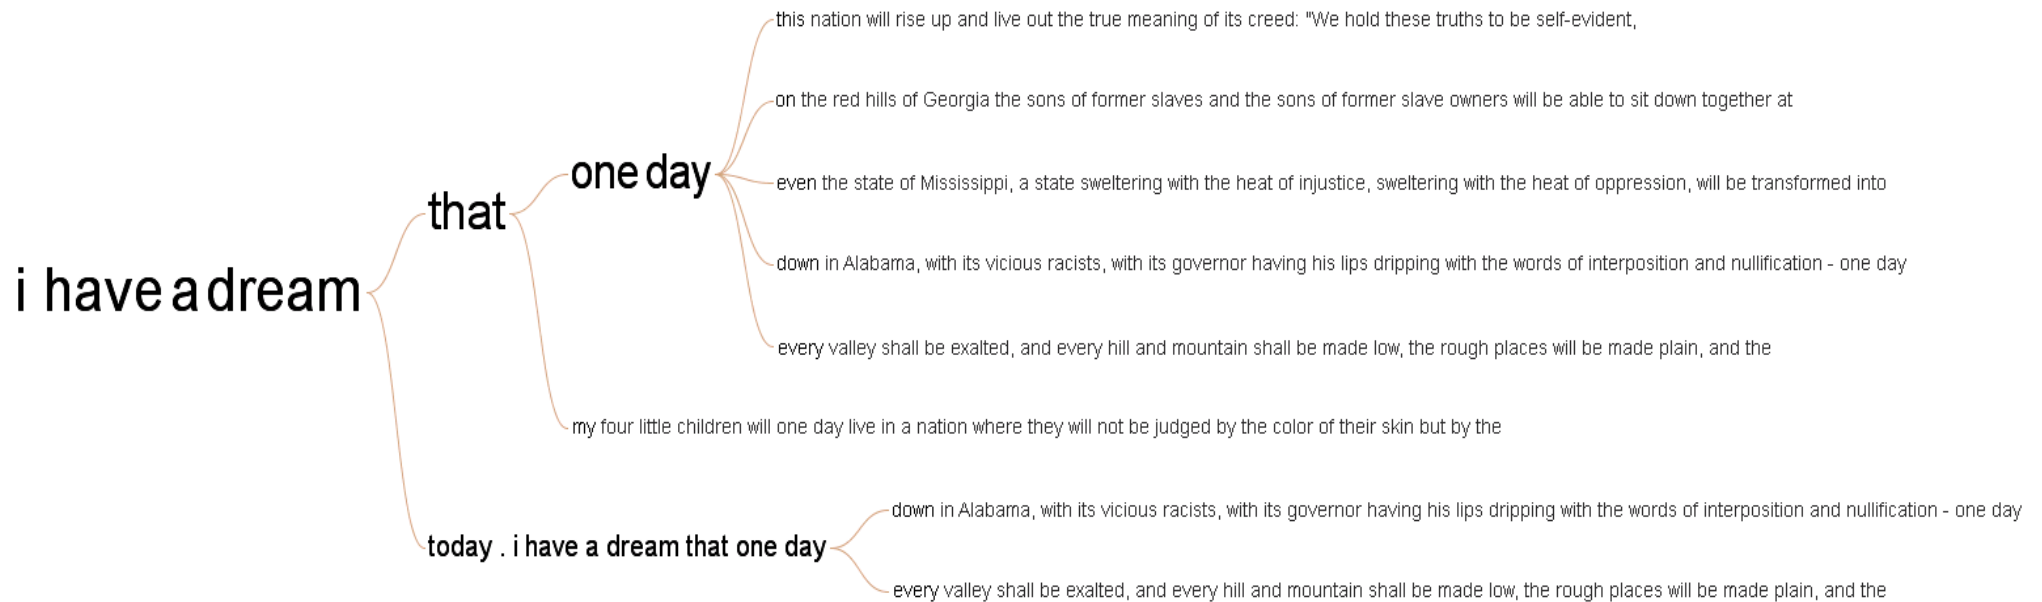 this nation will rise up and live out the true meaning of its creed: "We hold these truths to be self-evident,
on the red hills of Georgia the sons of former slaves and the sons of former slave owners will be able to sit down together at
one day
even the state of Mississippi, a state sweltering with the heat of injustice, sweltering with the heat of oppression, will be transformed into
that
down in Alabama, with its vicious racists, with its governor having his lips dripping with the words of interposition and nullification - one day
i have a dream
every valley shall be exalted, and every hill and mountain shall be made low, the rough places will be made plain, and the
my four little children will one day live in a nation where they will not be judged by the color of their skin but by the
down in Alabama, with its vicious racists, with its governor having his lips dripping with the words of interposition and nullification - one day
today . i have a dream that one day
every valley shall be exalted, and every hill and mountain shall be made low, the rough places will be made plain, and the